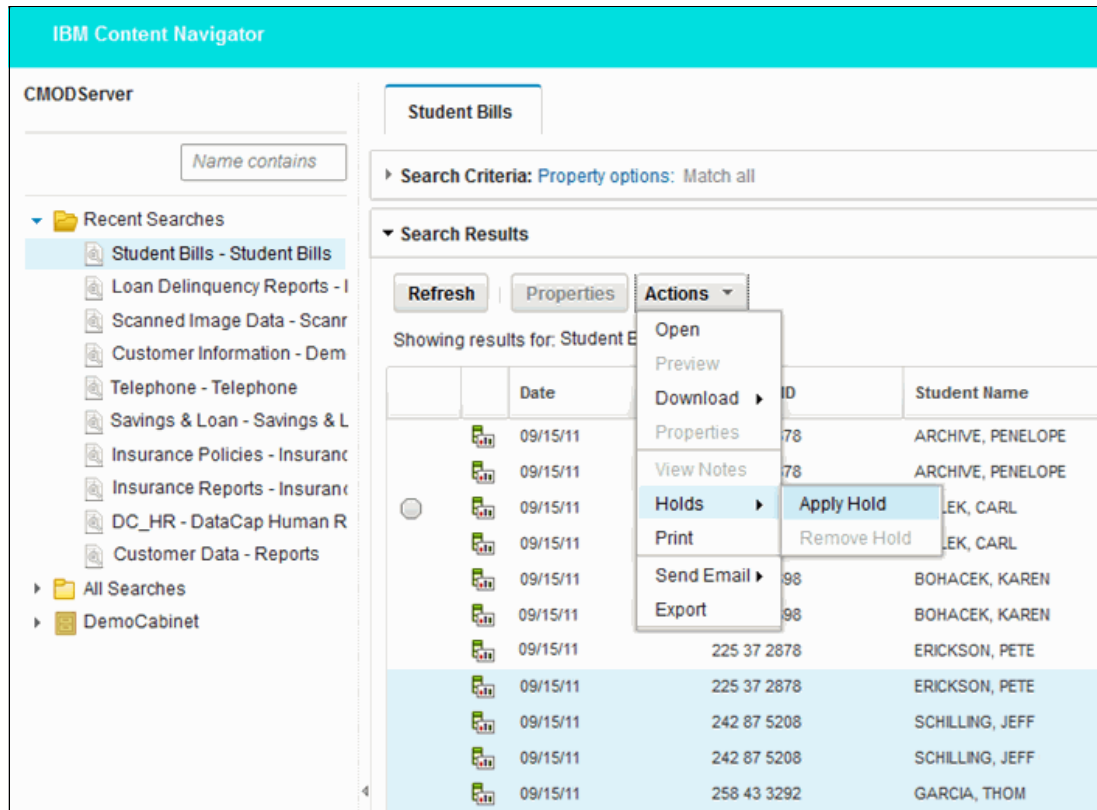 IBM Content Navigator
CMODServer
Name contains
Recent Searches
Student Bills - Student Bills
Loan Delinquency Reports -
Scanned Image Data - Scanr
Customer Information - Dem
Telephone - Telephone
Savings & Loan - Savings & L
Insurance Policies - Insuranc
Insurance Reports - Insuranc
DC_HR - DataCap Human R
Customer Data - Reports
All Searches
DemoCabinet
Student Bills
Search Criteria: Property options: Match all
Search Results
Refresh Properties Actions
Showing results for: Student B
Open
Preview
Download
Properties
View Notes
Holds
Print
Send Email
Export
Apply Hold
Remove Hold
Date ID Student Name
09/15/11 78 ARCHIVE, PENELOPE
09/15/11 78 ARCHIVE, PENELOPE
09/15/11 LEK, CARL
09/15/11 LEK, CARL
09/15/11 98 BOHACEK, KAREN
09/15/11 98 BOHACEK, KAREN
09/15/11 225 37 2878 ERICKSON, PETE
09/15/11 225 37 2878 ERICKSON, PETE
09/15/11 242 87 5208 SCHILLING, JEFF
09/15/11 242 87 5208 SCHILLING, JEFF
09/15/11 258 43 3292 GARCIA, THOM